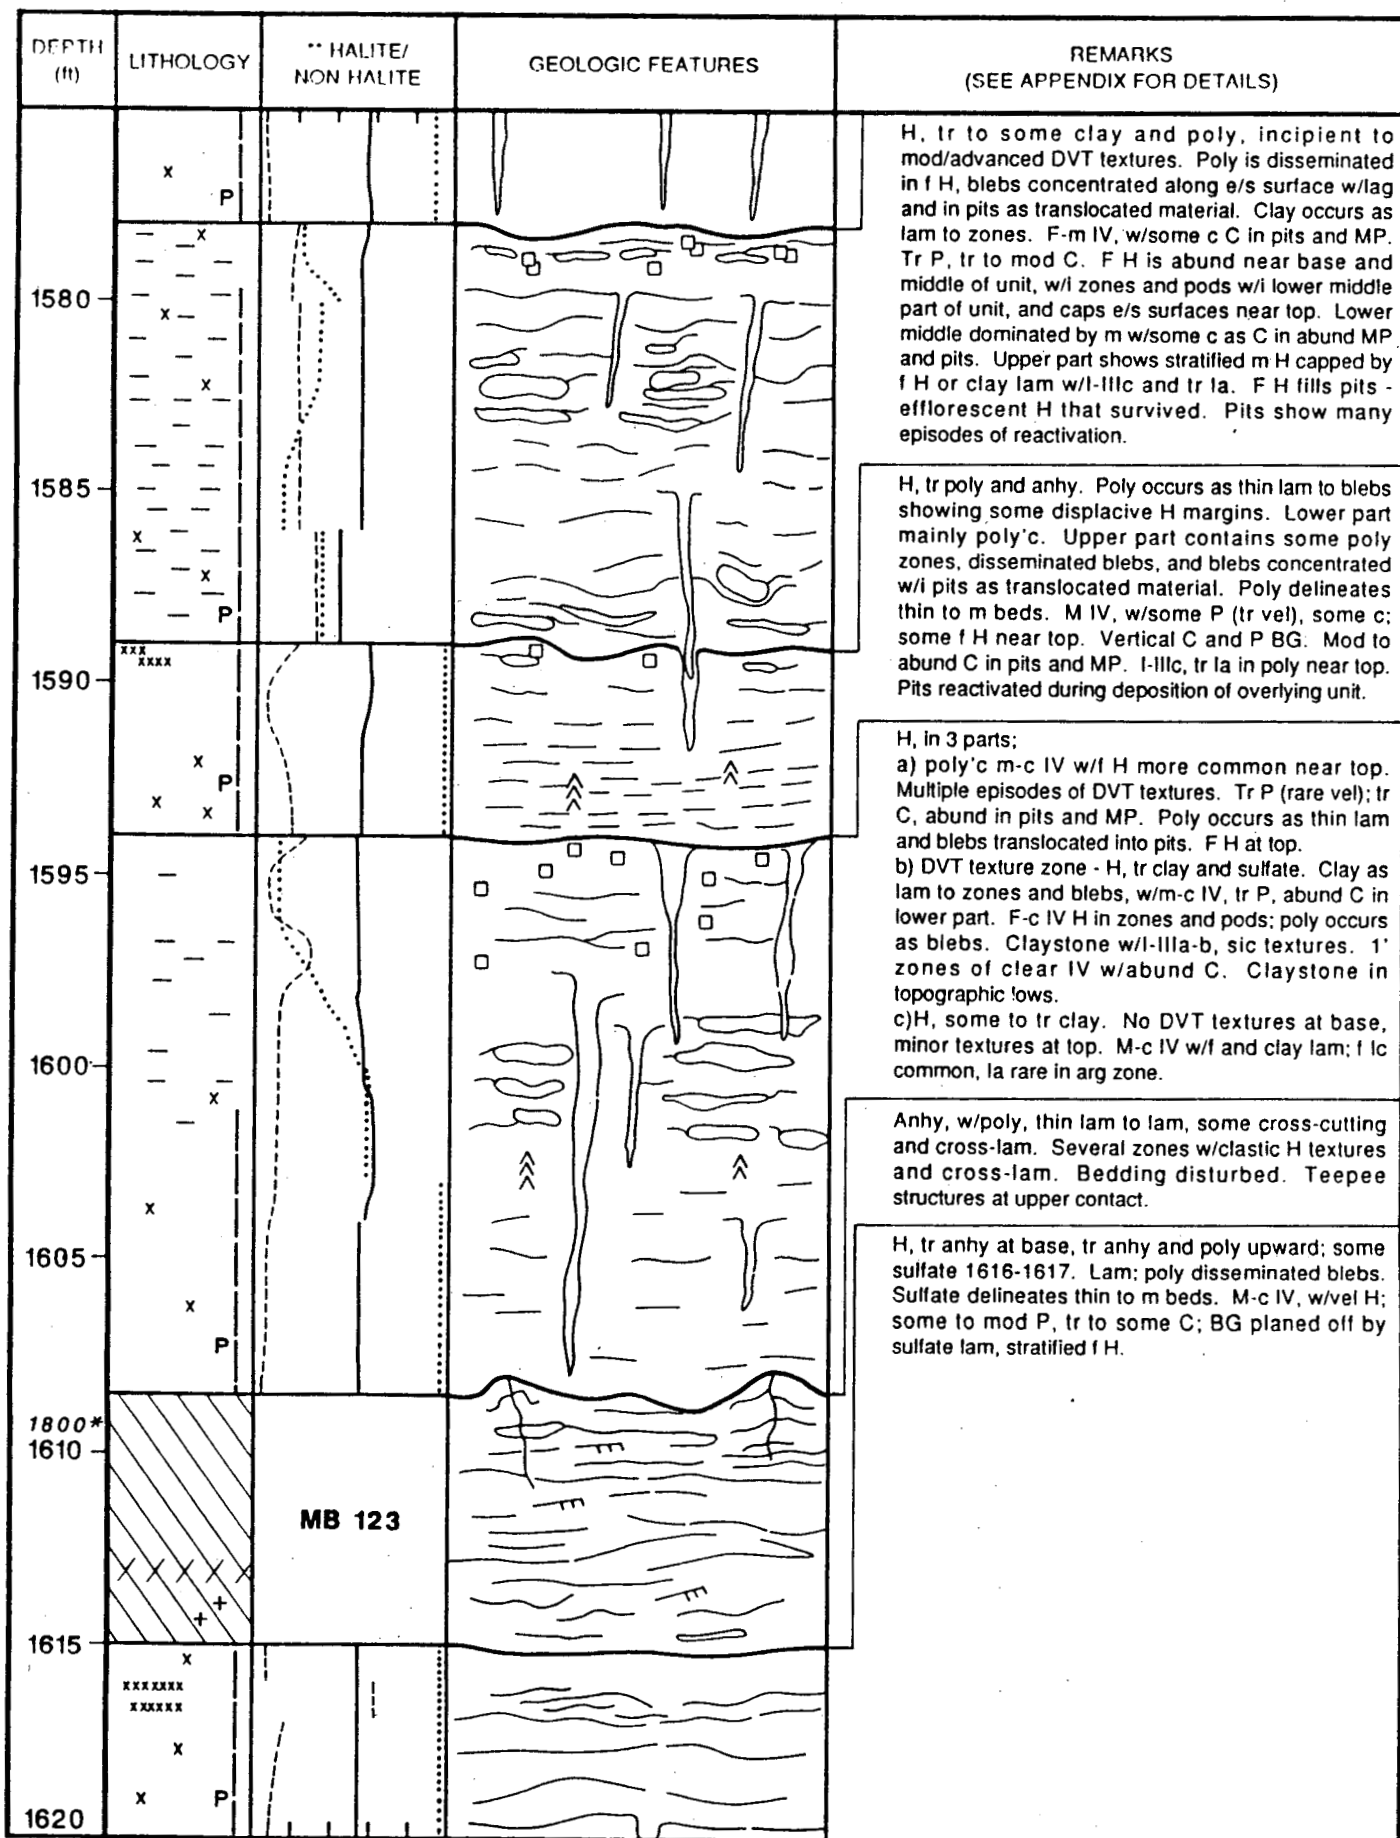 DEPTH
(ft)
LITHOLOGY
•• HALITE/
NON HALITE
GEOLOGIC FEATURES
REMARKS
(SEE APPENDIX FOR DETAILS)
H, tr to some clay and poly, incipient to
mod/advanced DVT textures. Poly is disseminated
in f H, blebs concentrated along e/s surface w/lag
and in pits as translocated material. Clay occurs as
lam to zones. F-m IV, w/some c C in pits and MP.
Tr P, tr to mod C. F H is abund near base and
middle of unit, w/i zones and pods w/i lower middle
part of unit, and caps e/s surfaces near top. Lower
middle dominated by m w/some c as C in abund MP
and pits. Upper part shows stratified m H capped by
f H or clay lam w/I-IIIc and tr Ia. F H fills pits -
efflorescent H that survived. Pits show many
episodes of reactivation.
H, tr poly and anhy. Poly occurs as thin lam to blebs
showing some displacive H margins. Lower part
mainly poly'c. Upper part contains some poly
zones, disseminated blebs, and blebs concentrated
w/i pits as translocated material. Poly delineates
thin to m beds. M IV, w/some P (tr vel), some c;
some f H near top. Vertical C and P BG. Mod to
abund C in pits and MP. I-IIIc, tr Ia in poly near top.
Pits reactivated during deposition of overlying unit.
H, in 3 parts;
a) poly'c m-c IV w/f H more common near top.
Multiple episodes of DVT textures. Tr P (rare vel); tr
C, abund in pits and MP. Poly occurs as thin lam
and blebs translocated into pits. F H at top.
b) DVT texture zone - H, tr clay and sulfate. Clay as
lam to zones and blebs, w/m-c IV, tr P, abund C in
lower part. F-c IV H in zones and pods; poly occurs
as blebs. Claystone w/I-IIIa-b, sic textures. 1'
zones of clear IV w/abund C. Claystone in
topographic lows.
c)H, some to tr clay. No DVT textures at base,
minor textures at top. M-c IV w/f and clay lam; f Ic
common, Ia rare in arg zone.
Anhy, w/poly, thin lam to lam, some cross-cutting
and cross-lam. Several zones w/clastic H textures
and cross-lam. Bedding disturbed. Teepee
structures at upper contact.
H, tr anhy at base, tr anhy and poly upward; some
sulfate 1616-1617. Lam; poly disseminated blebs.
Sulfate delineates thin to m beds. M-c IV, w/vel H;
some to mod P, tr to some C; BG planed off by
sulfate lam, stratified f H.
x
P
x
1580
x
x
1585
x
x
P
xxx
xxxx
1590
x
P
x
x
1595
1600
x
x
1605
x
P
1800*
1610
MB 123
X X X X X
+
+
1615
x
xxxxxxx
xxxxxx
x
x
P
1620